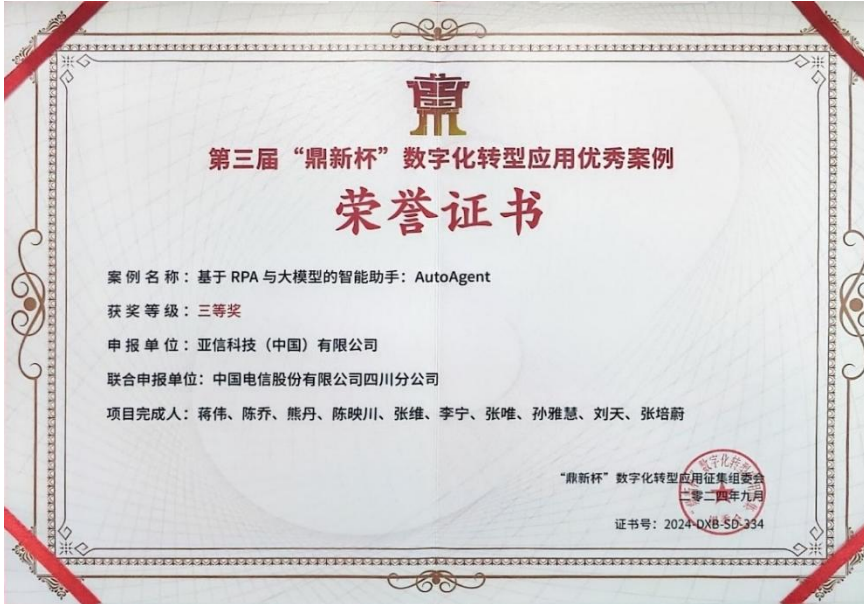 第三届“鼎新杯”数字化转型应用优秀案例
荣誉证书
案例名称：基于 RPA 与大模型的智能助手：AutoAgent
获奖等级：三等奖
申报单位：亚信科技（中国）有限公司
联合申报单位：中国电信股份有限公司四川分公司
项目完成人：蒋伟、陈乔、熊丹、陈映川、张维、李宁、张唯、孙雅慧、刘天、张培蔚
“鼎新杯”数字化转型应用征集组委会
二零二四年九月
证书号：2024-DXB-SD-334